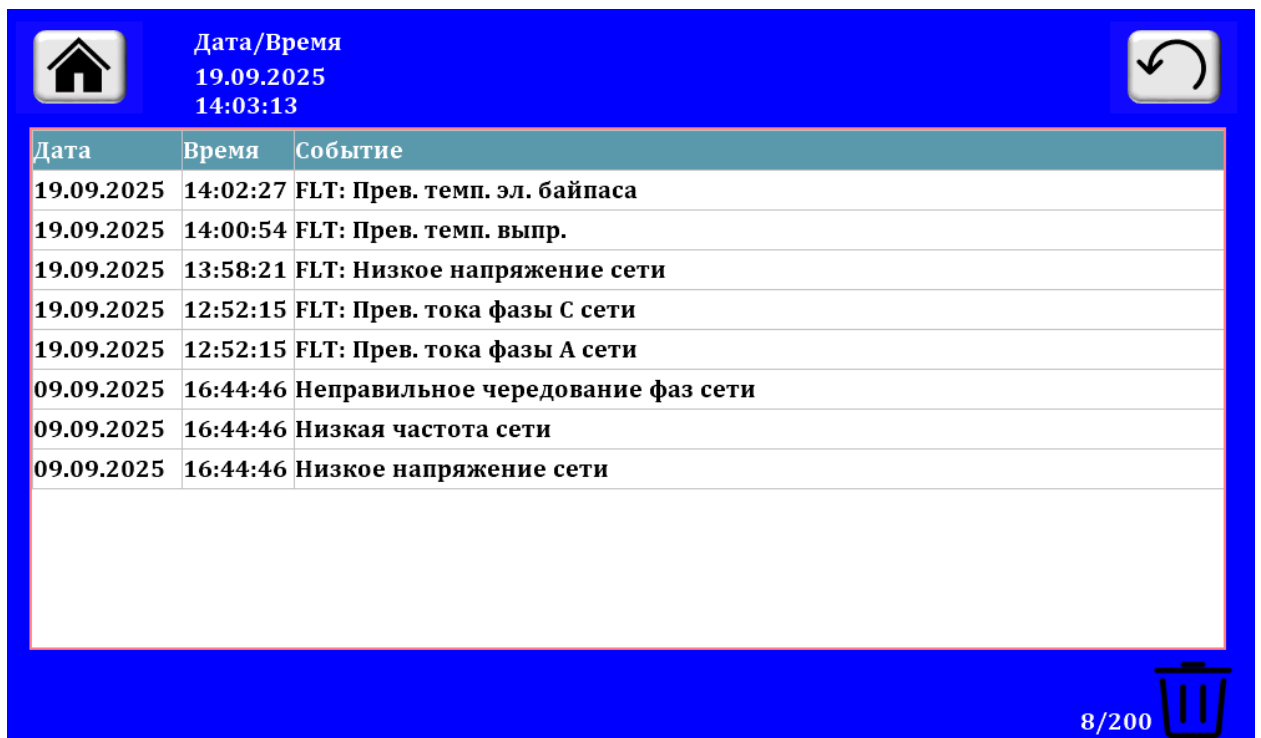 Дата/Время
19.09.2025
14:03:13
Дата Время Событие
19.09.2025 14:02:27 FLT: Прев. темп. эл. байпаса
19.09.2025 14:00:54 FLT: Прев. темп. выпр.
19.09.2025 13:58:21 FLT: Низкое напряжение сети
19.09.2025 12:52:15 FLT: Прев. тока фазы C сети
19.09.2025 12:52:15 FLT: Прев. тока фазы A сети
09.09.2025 16:44:46 Неправильное чередование фаз сети
09.09.2025 16:44:46 Низкая частота сети
09.09.2025 16:44:46 Низкое напряжение сети
8/200